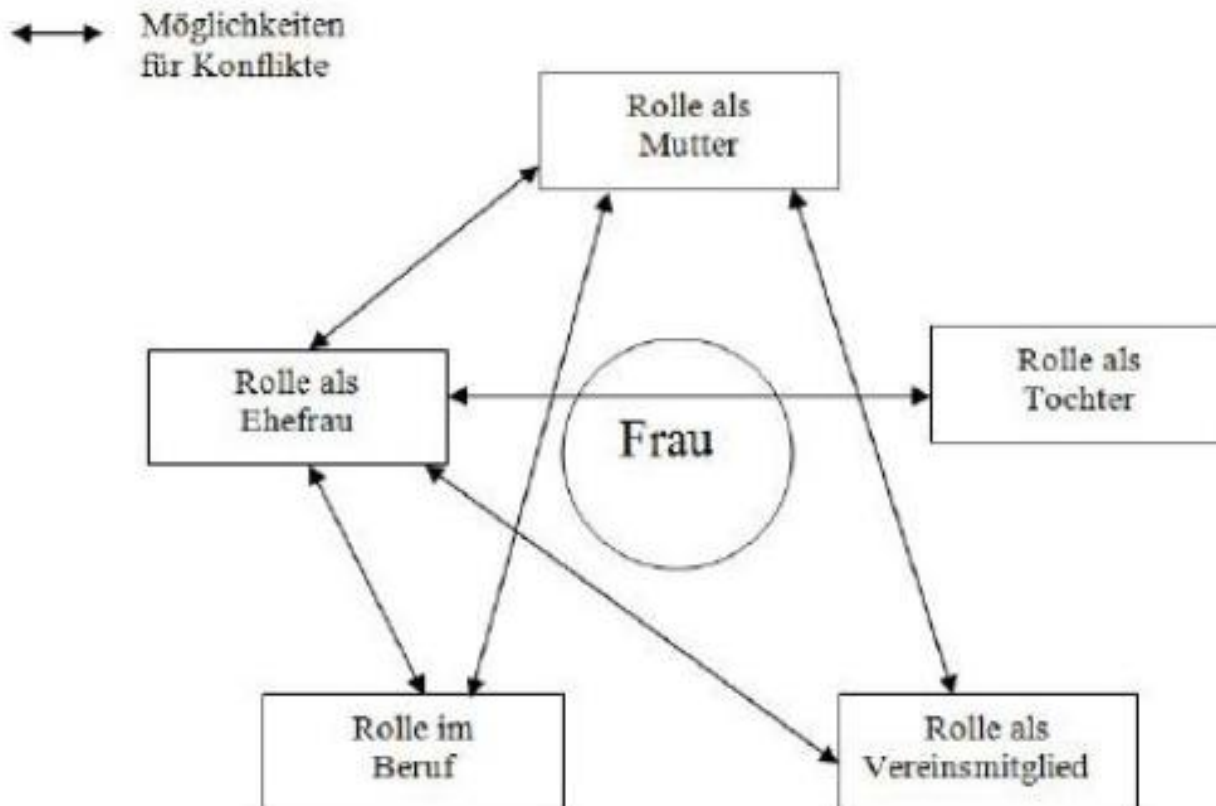 Möglichkeiten
für Konflikte
Rolle als
Mutter
Rolle als
Tochter
Rolle als
Ehefrau
Frau
Rolle im
Beruf
Rolle als
Vereinsmitglied